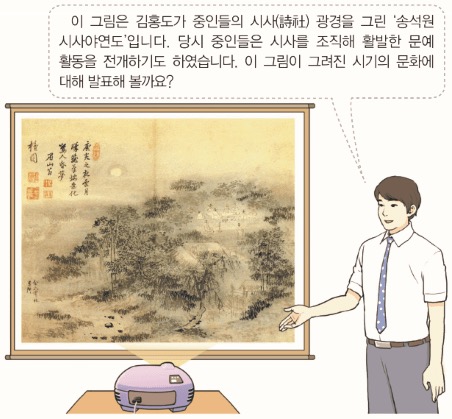 이 그림은 김홍도가 중인들의 시사(詩社) 광경을 그린 '송석원
시사야연도'입니다. 당시 중인들은 시사를 조직해 활발한 문예
활동을 전개하기도 하였습니다. 이 그림이 그려진 시기의 문화에
대해 발표해 볼까요?